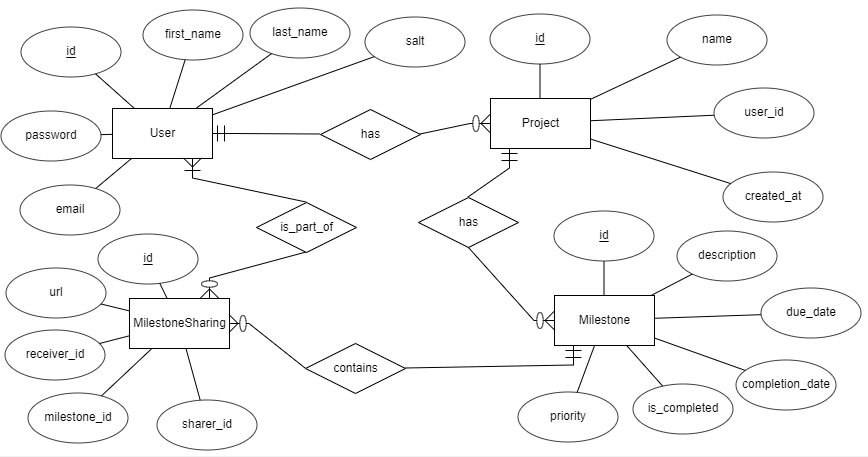 id
first_name
last_name
salt
id
name
password
User
has
Project
user_id
email
is_part_of
has
created_at
id
id
description
url
MilestoneSharing
Milestone
due_date
receiver_id
contains
completion_date
milestone_id
sharer_id
priority
is_completed